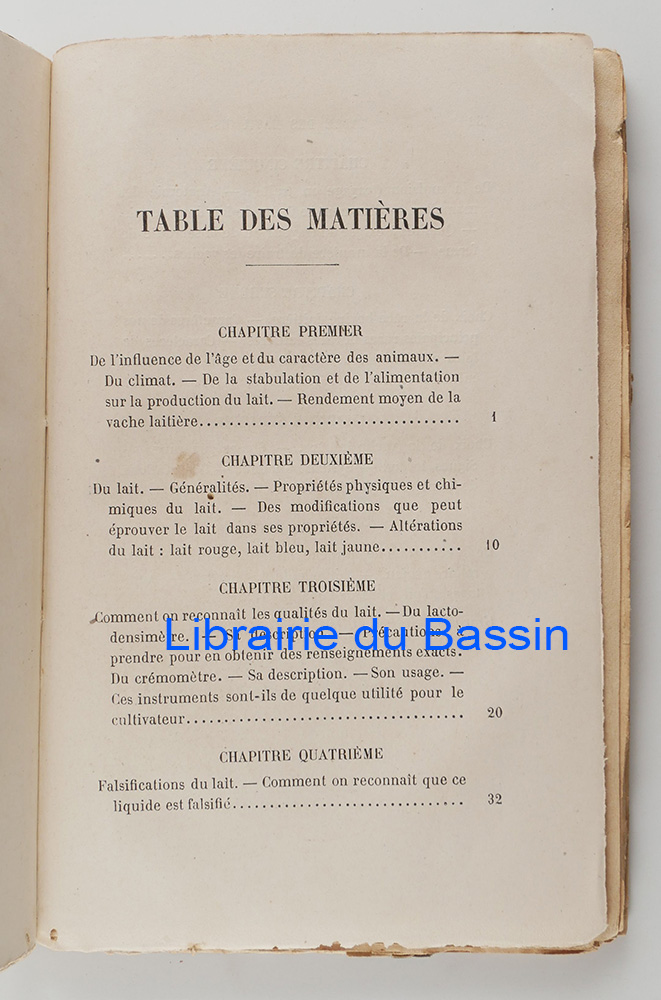 TABLE DES MATIÈRES
CHAPITRE PREMIER
De l'influence de l'âge et du caractère des animaux. —
Du climat. — De la stabulation et de l'alimentation
sur la production du lait. — Rendement moyen de la
vache laitière................................... 1
CHAPITRE DEUXIÈME
Du lait. — Généralités. — Propriétés physiques et chi-
miques du lait. — Des modifications que peut
éprouver le lait dans ses propriétés. — Altérations
du lait : lait rouge, lait bleu, lait jaune........... 10
CHAPITRE TROISIÈME
Comment on reconnaît les qualités du lait. — Du lacto-
densimètre. — Sa description. — Précautions à
Librairie du Bassin
prendre pour en obtenir des renseignements exacts.
Du crémomètre. — Sa description. — Son usage. —
Ces instruments sont-ils de quelque utilité pour le
cultivateur..................................... 20
CHAPITRE QUATRIÈME
Falsifications du lait. — Comment on reconnaît que ce
liquide est falsifié............................... 32